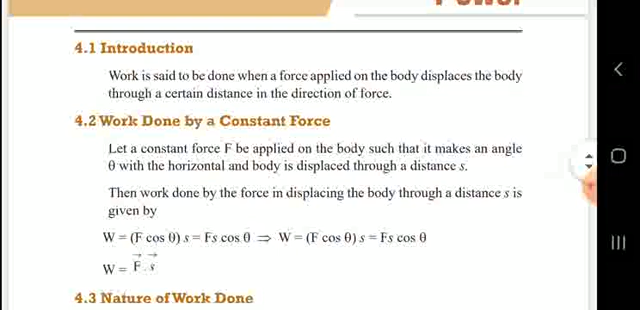 Power
4.1 Introduction
Work is said to be done when a force applied on the body displaces the body
through a certain distance in the direction of force.
4.2 Work Done by a Constant Force
Let a constant force F be applied on the body such that it makes an angle
θ with the horizontal and body is displaced through a distance s.
Then work done by the force in displacing the body through a distance s is
given by
W = (F cos θ) s = Fs cos θ ⇒ W = (F cos θ) s = Fs cos θ
W = F⃗ . s⃗
4.3 Nature of Work Done